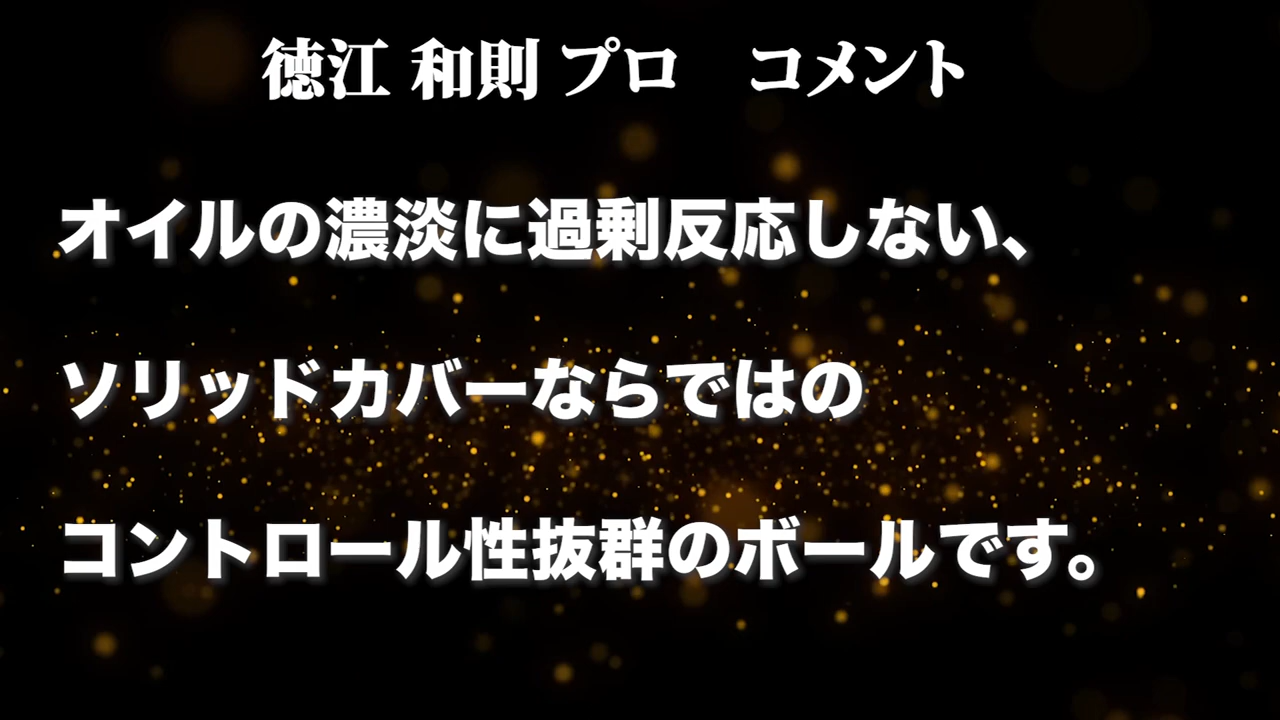 徳江 和則 プロ　コメント
オイルの濃淡に過剰反応しない、
ソリッドカバーならではの
コントロール性抜群のボールです。